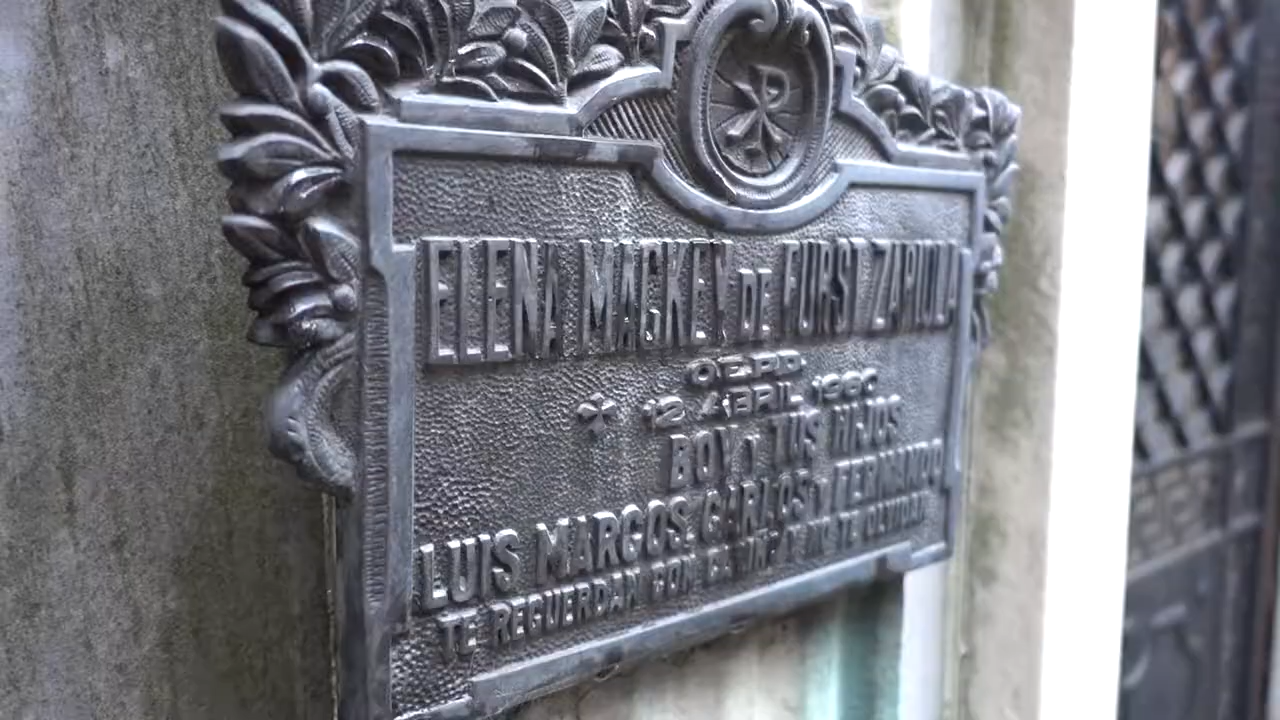 ELENA MACKEY DE FURST ZAPIOLA
Q.E.P.D.
12 ABRIL 1960
BOY Y TUS HIJOS
LUIS MARCOS, CARLOS Y FERNANDO
TE RECUERDAN CON